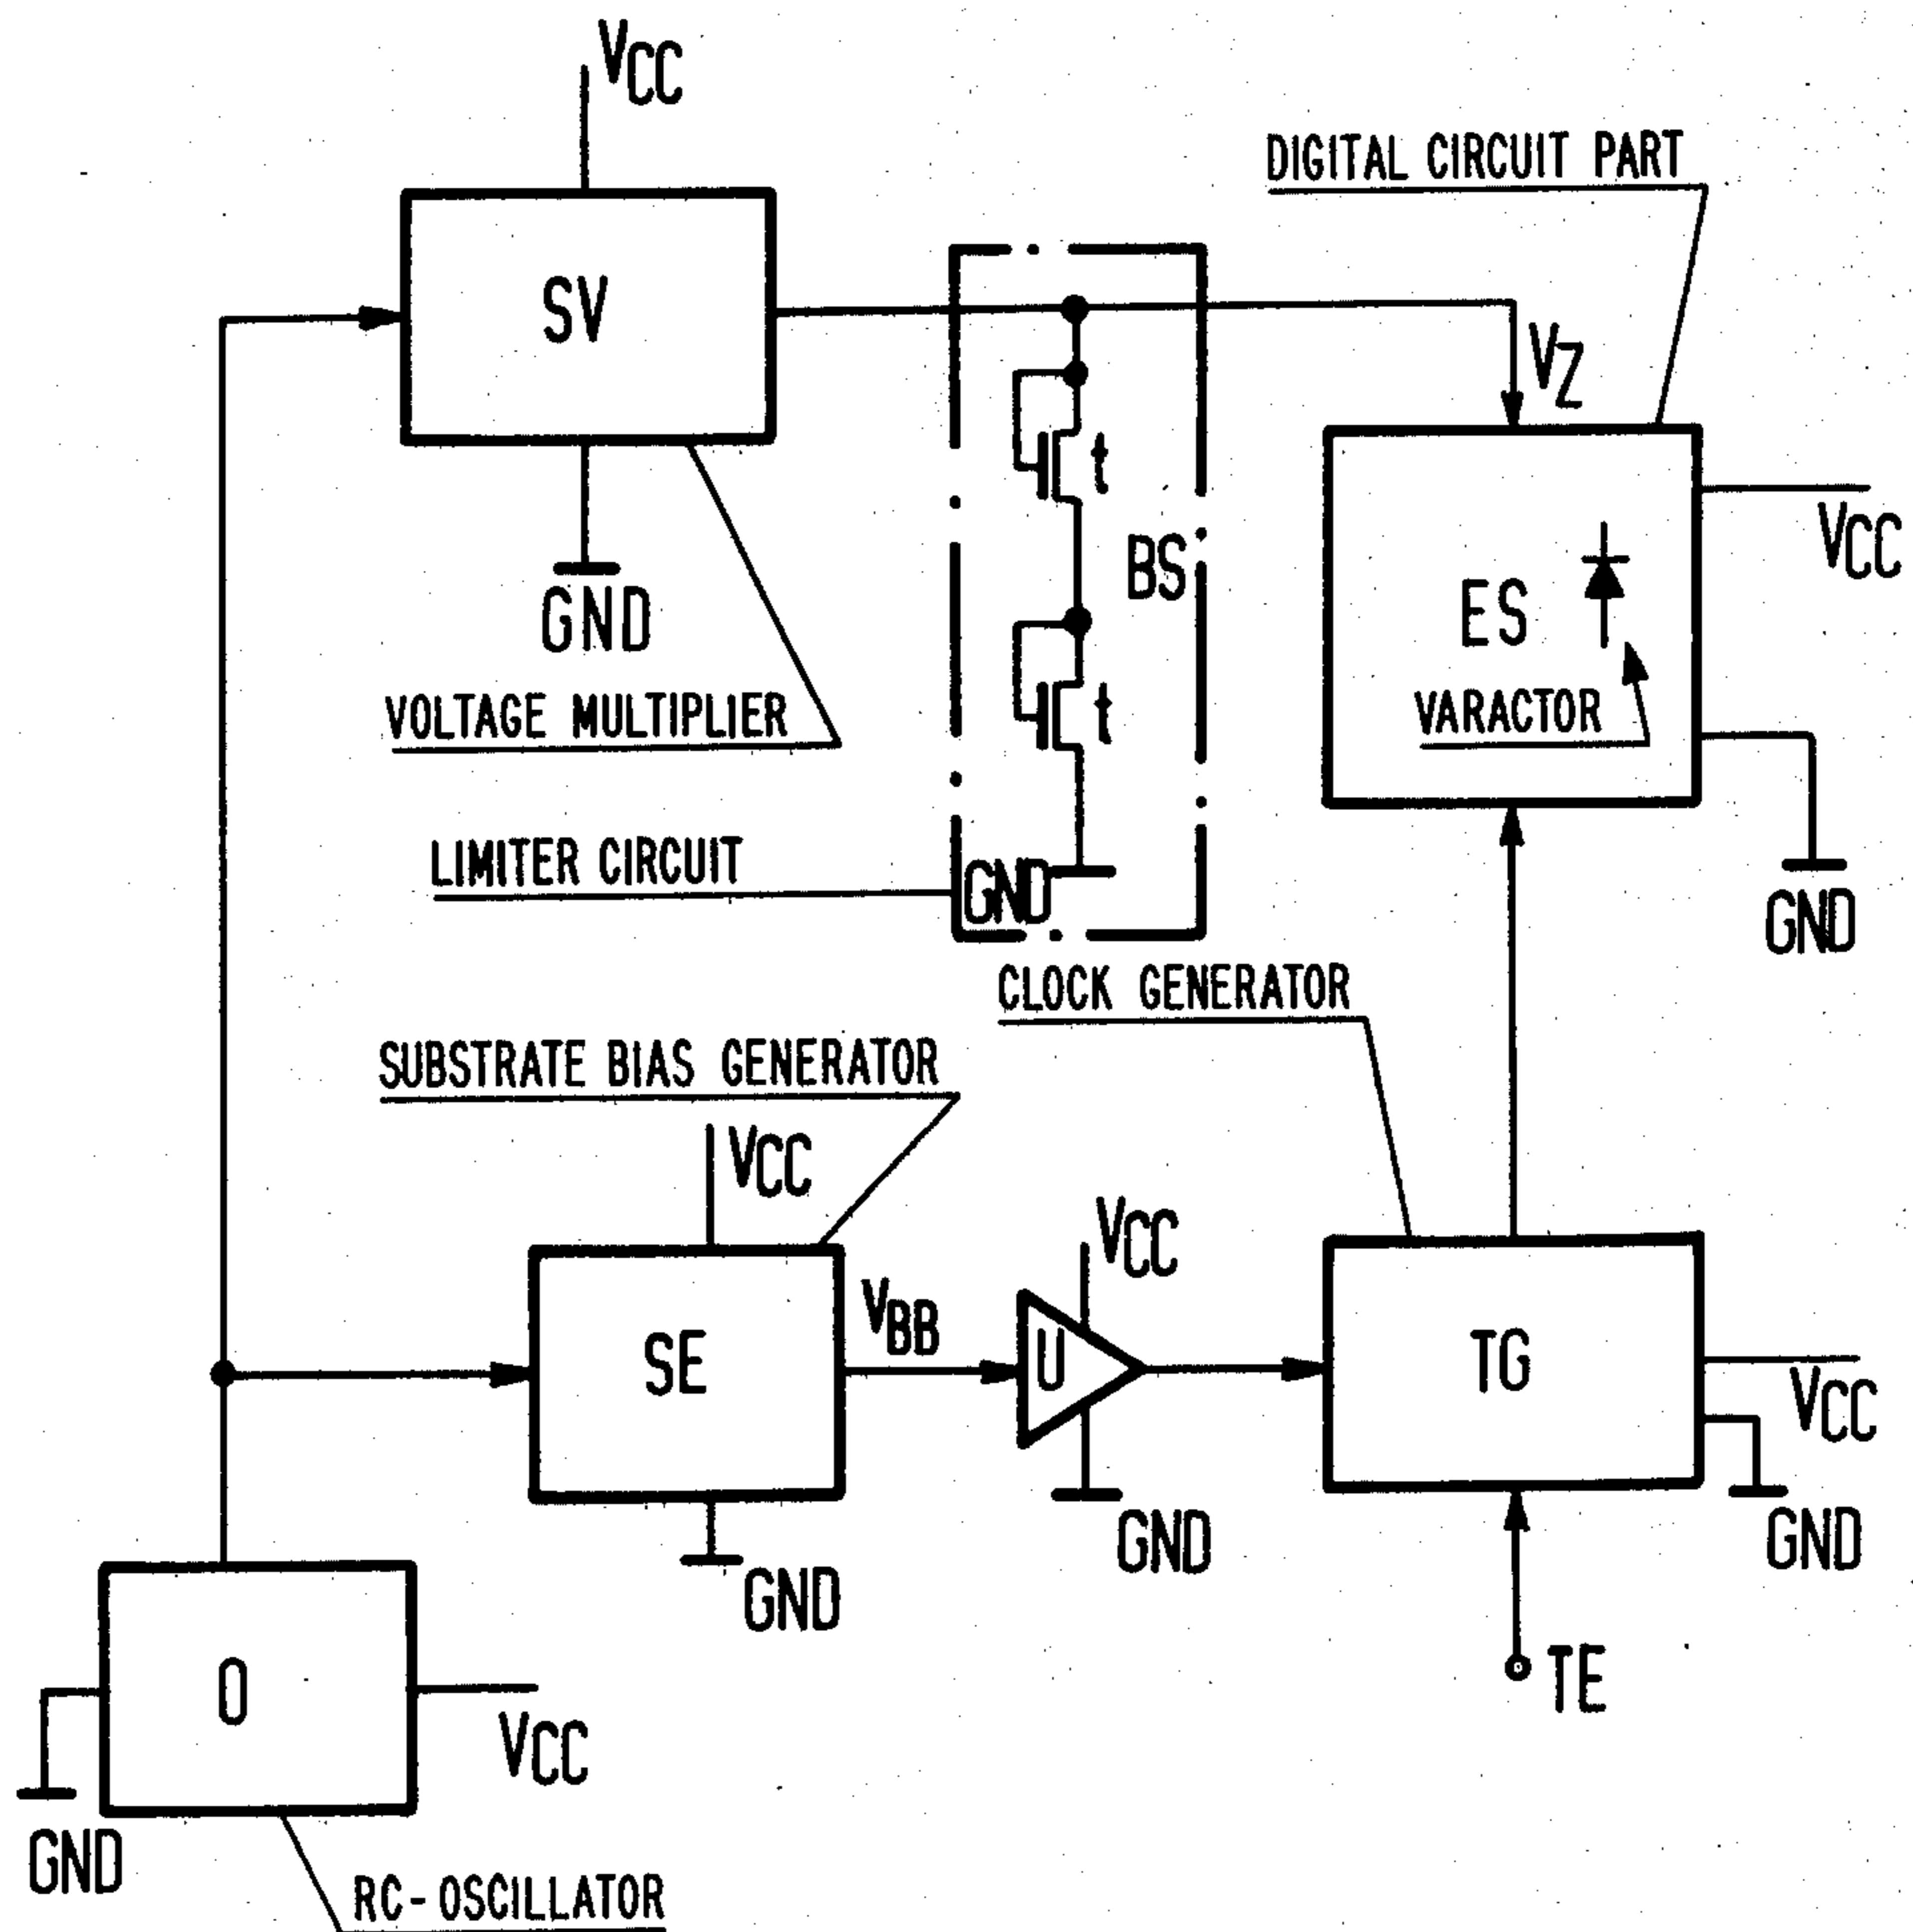 VCC
DIGITAL CIRCUIT PART
SV
VZ
t
BS
VCC
ES
GND
VOLTAGE MULTIPLIER
t
VARACTOR
LIMITER CIRCUIT
GND
GND
CLOCK GENERATOR
SUBSTRATE BIAS GENERATOR
VCC
VCC
VBB
SE
U
TG
VCC
GND
GND
GND
TE
O
VCC
GND
RC-OSCILLATOR